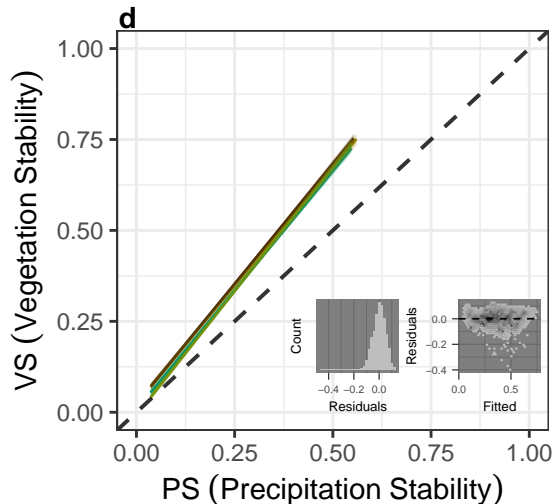 d
VS (Vegetation Stability)
1.00
0.75
0.50
0.25
0.00
0.00 0.25 0.50 0.75 1.00
PS (Precipitation Stability)
Count
-0.4 -0.2 0.0
Residuals
Residuals
0.0
-0.2
-0.4
0.0 0.5
Fitted